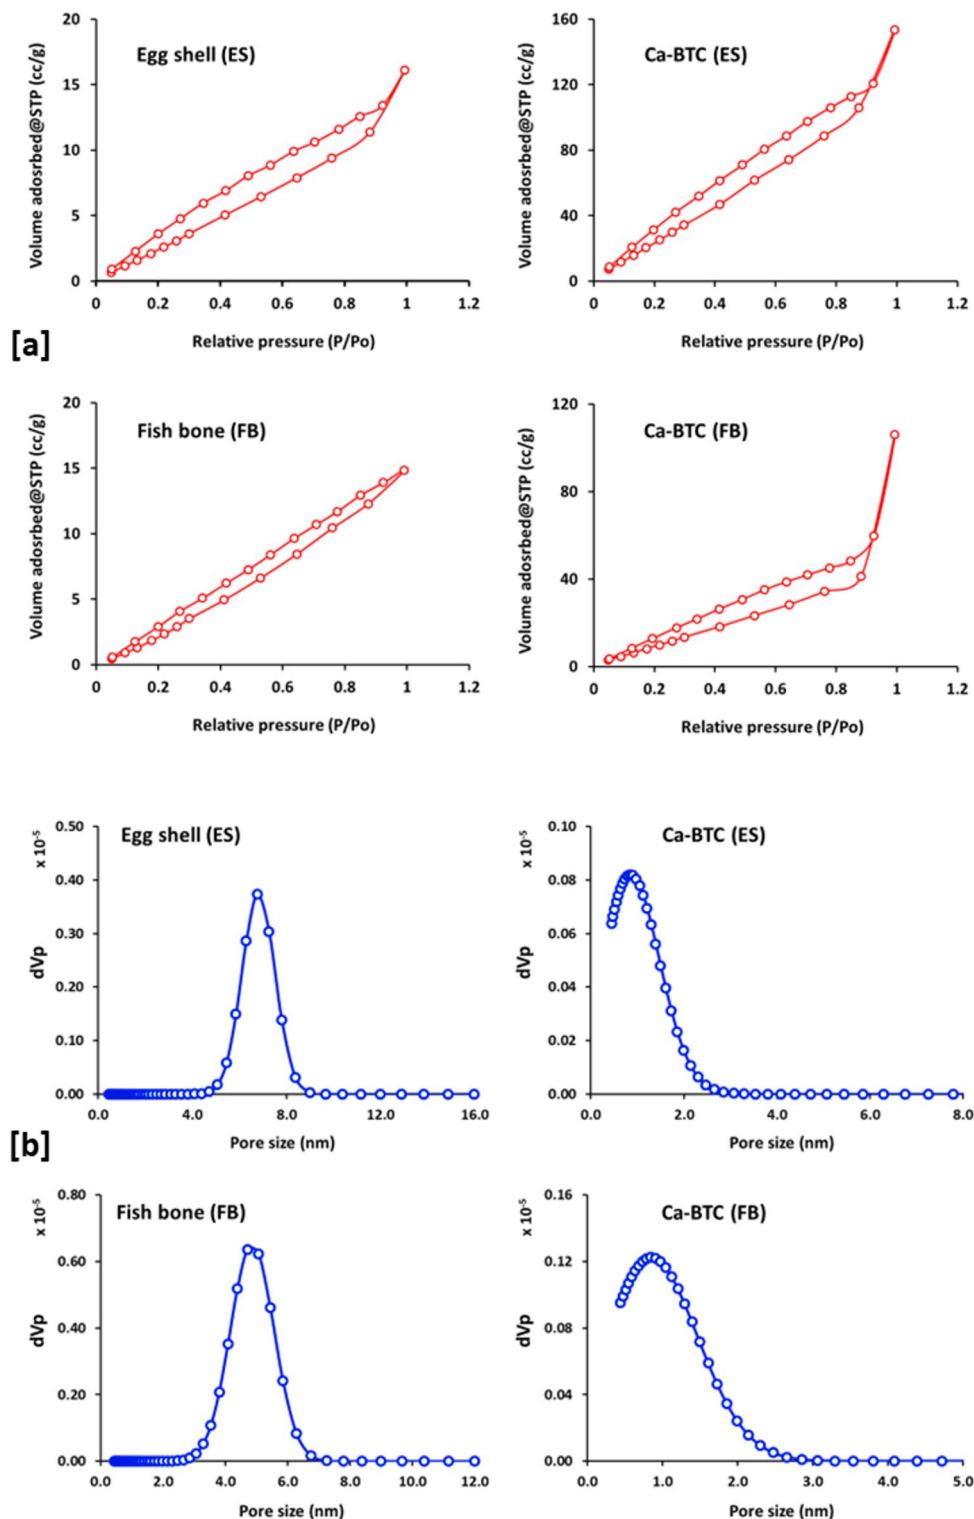 Egg shell (ES)
Volume adosrbed@STP (cc/g)
20
15
10
5
0
0 0.2 0.4 0.6 0.8 1 1.2
Relative pressure (P/Po)
Ca-BTC (ES)
Volume adosrbed@STP (cc/g)
160
120
80
40
0
0 0.2 0.4 0.6 0.8 1 1.2
Relative pressure (P/Po)
[a]
Fish bone (FB)
Volume adosrbed@STP (cc/g)
20
15
10
5
0
0 0.2 0.4 0.6 0.8 1 1.2
Relative pressure (P/Po)
Ca-BTC (FB)
Volume adosrbed@STP (cc/g)
120
80
40
0
0 0.2 0.4 0.6 0.8 1 1.2
Relative pressure (P/Po)
Egg shell (ES)
x 10⁻⁵
dVp
0.50
0.40
0.30
0.20
0.10
0.00
0.0 4.0 8.0 12.0 16.0
Pore size (nm)
Ca-BTC (ES)
x 10⁻⁵
dVp
0.10
0.08
0.06
0.04
0.02
0.00
0.0 2.0 4.0 6.0 8.0
Pore size (nm)
[b]
Fish bone (FB)
x 10⁻⁵
dVp
0.80
0.60
0.40
0.20
0.00
0.0 2.0 4.0 6.0 8.0 10.0 12.0
Pore size (nm)
Ca-BTC (FB)
x 10⁻⁵
dVp
0.16
0.12
0.08
0.04
0.00
0.0 1.0 2.0 3.0 4.0 5.0
Pore size (nm)